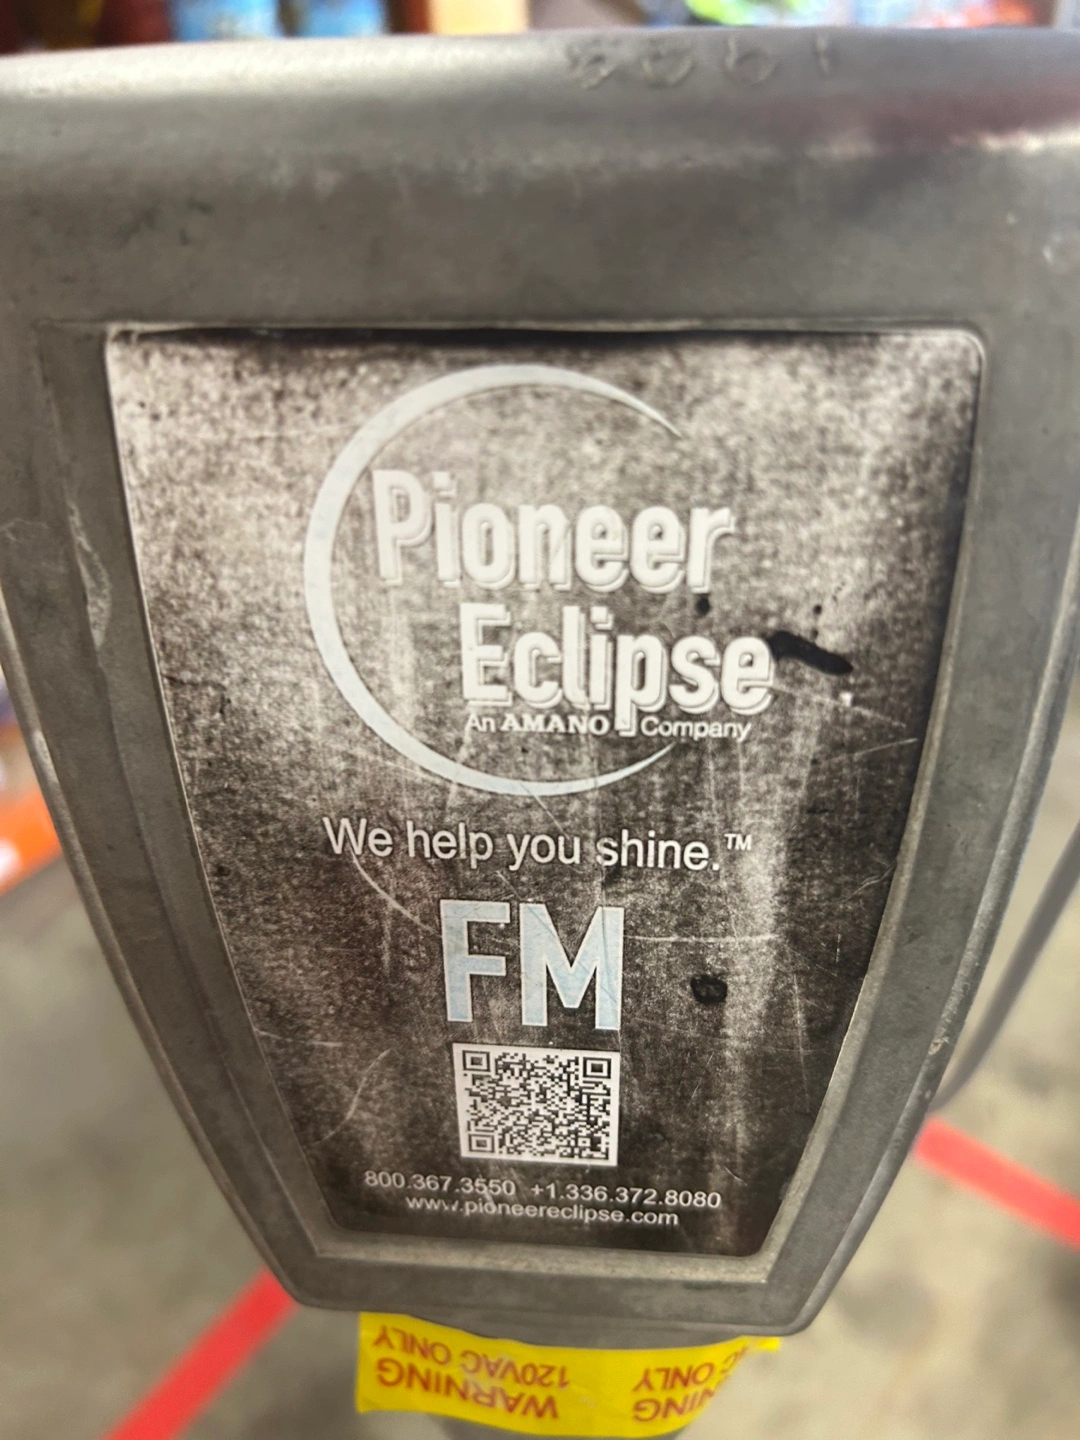 Pioneer
Eclipse
An AMANO Company
We help you shine.™
FM
800.367.3550 +1.336.372.8080
www.pioneereclipse.com
WARNING
120VAC ONLY
ONLY